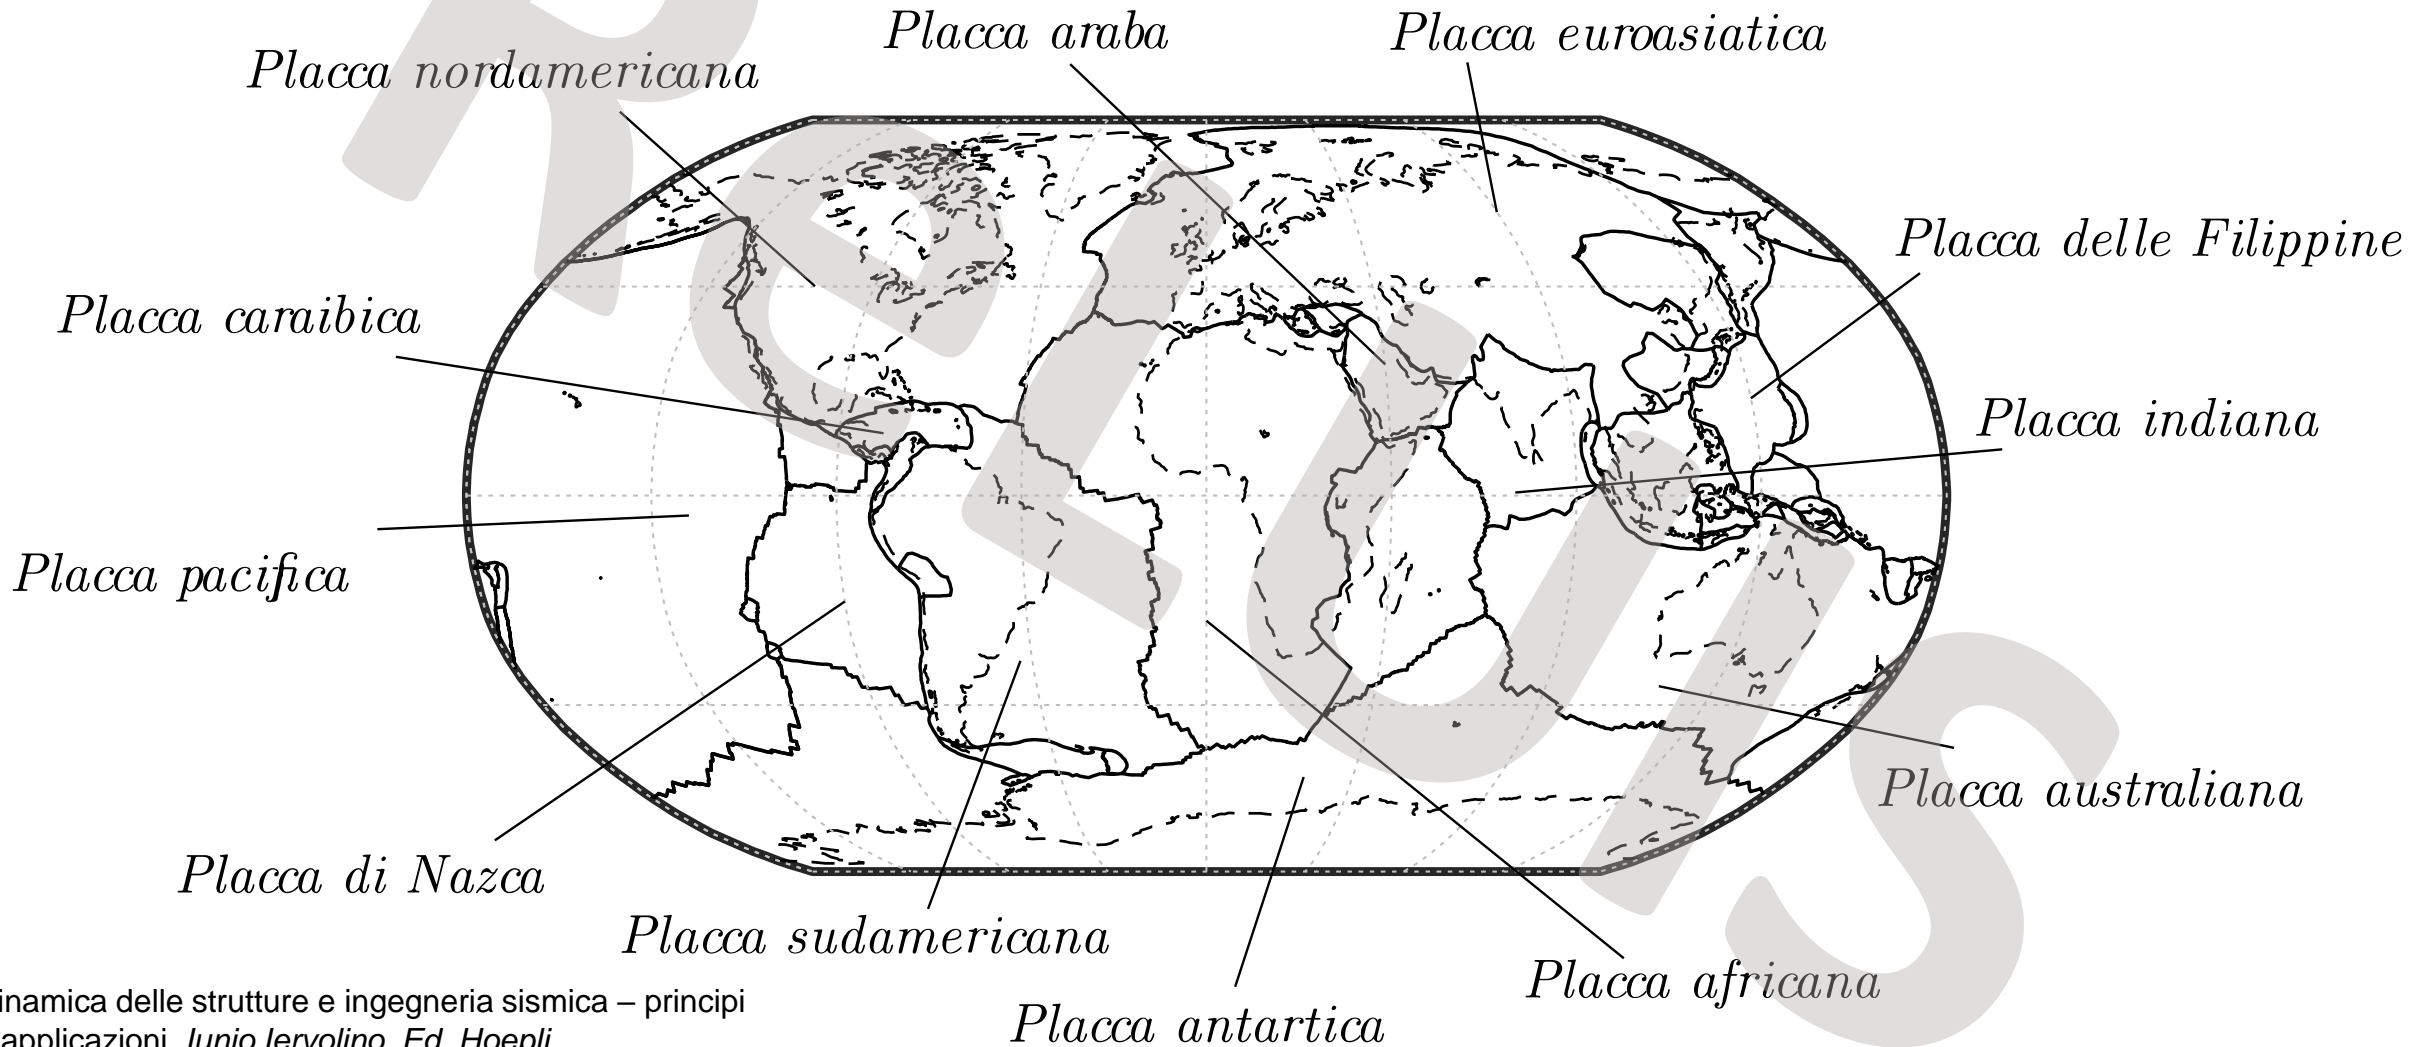 Placca araba
Placca euroasiatica
Placca nordamericana
Placca delle Filippine
Placca caraibica
Placca indiana
Placca pacifica
Placca australiana
Placca di Nazca
Placca sudamericana
Placca africana
Placca antartica
inamica delle strutture e ingegneria sismica – principi
applicazioni, Iunio Iervolino, Ed. Hoepli
ReLUIS